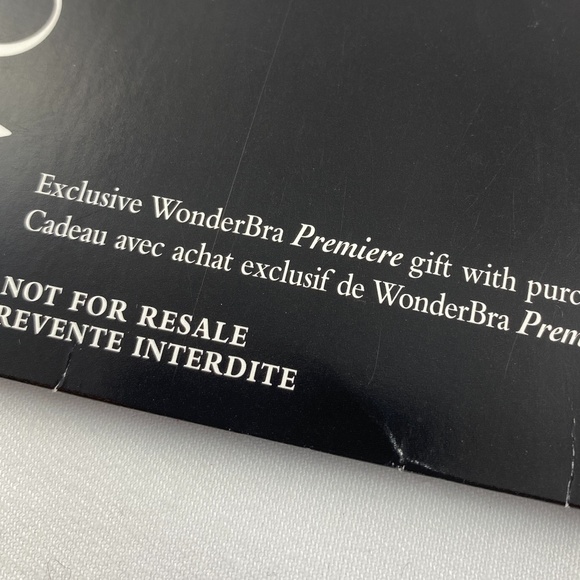 Exclusive WonderBra Premiere gift with purc
Cadeau avec achat exclusif de WonderBra Prem
NOT FOR RESALE
REVENTE INTERDITE